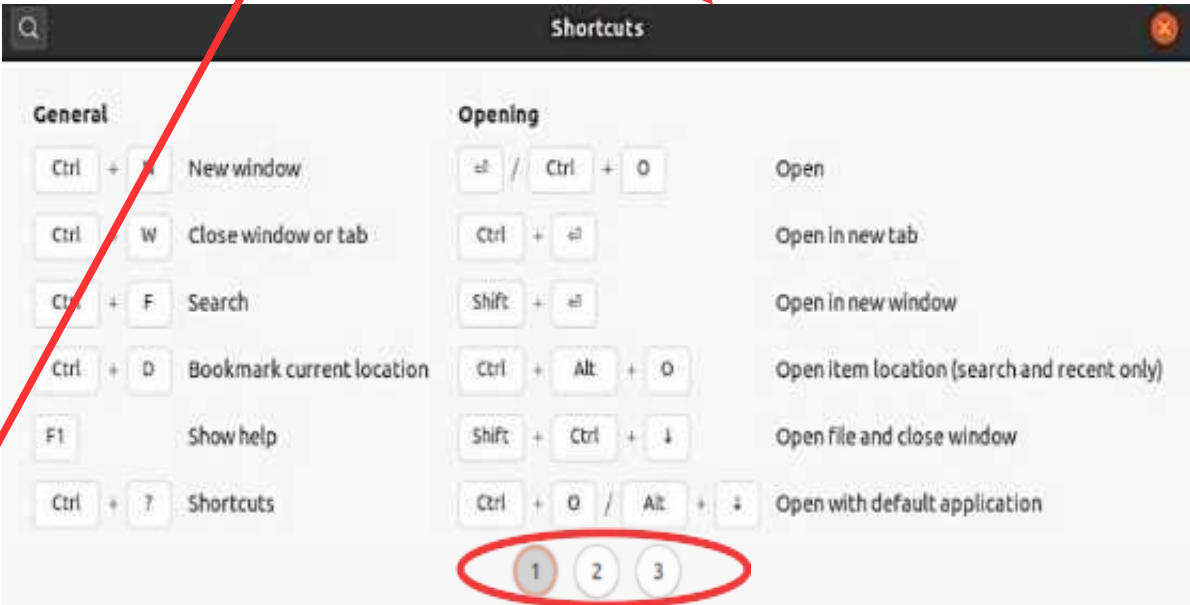 Shortcuts
General
Ctrl + N New window
Ctrl + W Close window or tab
Ctrl + F Search
Ctrl + D Bookmark current location
F1 Show help
Ctrl + ? Shortcuts
Opening
⏎ / Ctrl + O Open
Ctrl + ⏎ Open in new tab
Shift + ⏎ Open in new window
Ctrl + Alt + O Open item location (search and recent only)
Shift + Ctrl + ↓ Open file and close window
Ctrl + O / Alt + ↓ Open with default application
1 2 3